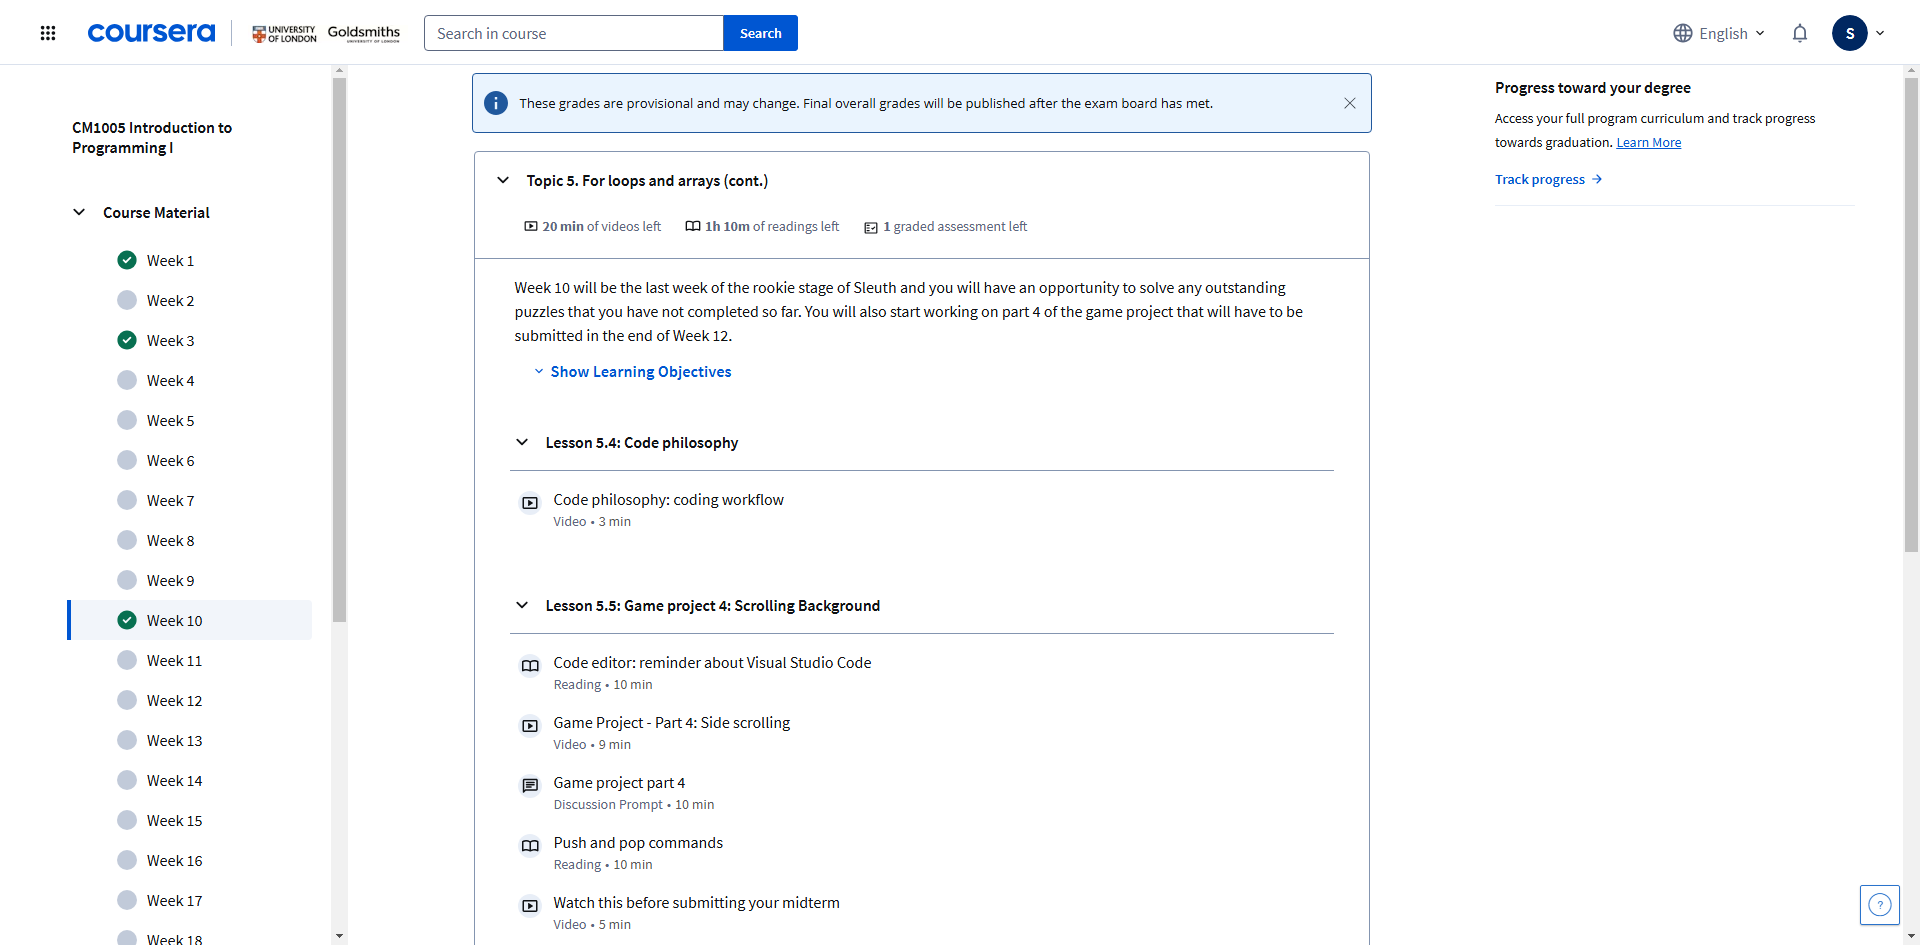 coursera
UNIVERSITY OF LONDON
Goldsmiths
UNIVERSITY OF LONDON
Search in course
Search
English
S
CM1005 Introduction to
Programming I
Course Material
Week 1
Week 2
Week 3
Week 4
Week 5
Week 6
Week 7
Week 8
Week 9
Week 10
Week 11
Week 12
Week 13
Week 14
Week 15
Week 16
Week 17
Week 18
These grades are provisional and may change. Final overall grades will be published after the exam board has met.
Topic 5. For loops and arrays (cont.)
20 min of videos left
1h 10m of readings left
1 graded assessment left
Week 10 will be the last week of the rookie stage of Sleuth and you will have an opportunity to solve any outstanding
puzzles that you have not completed so far. You will also start working on part 4 of the game project that will have to be
submitted in the end of Week 12.
Show Learning Objectives
Lesson 5.4: Code philosophy
Code philosophy: coding workflow
Video • 3 min
Lesson 5.5: Game project 4: Scrolling Background
Code editor: reminder about Visual Studio Code
Reading • 10 min
Game Project - Part 4: Side scrolling
Video • 9 min
Game project part 4
Discussion Prompt • 10 min
Push and pop commands
Reading • 10 min
Watch this before submitting your midterm
Video • 5 min
Progress toward your degree
Access your full program curriculum and track progress
towards graduation. Learn More
Track progress →
?